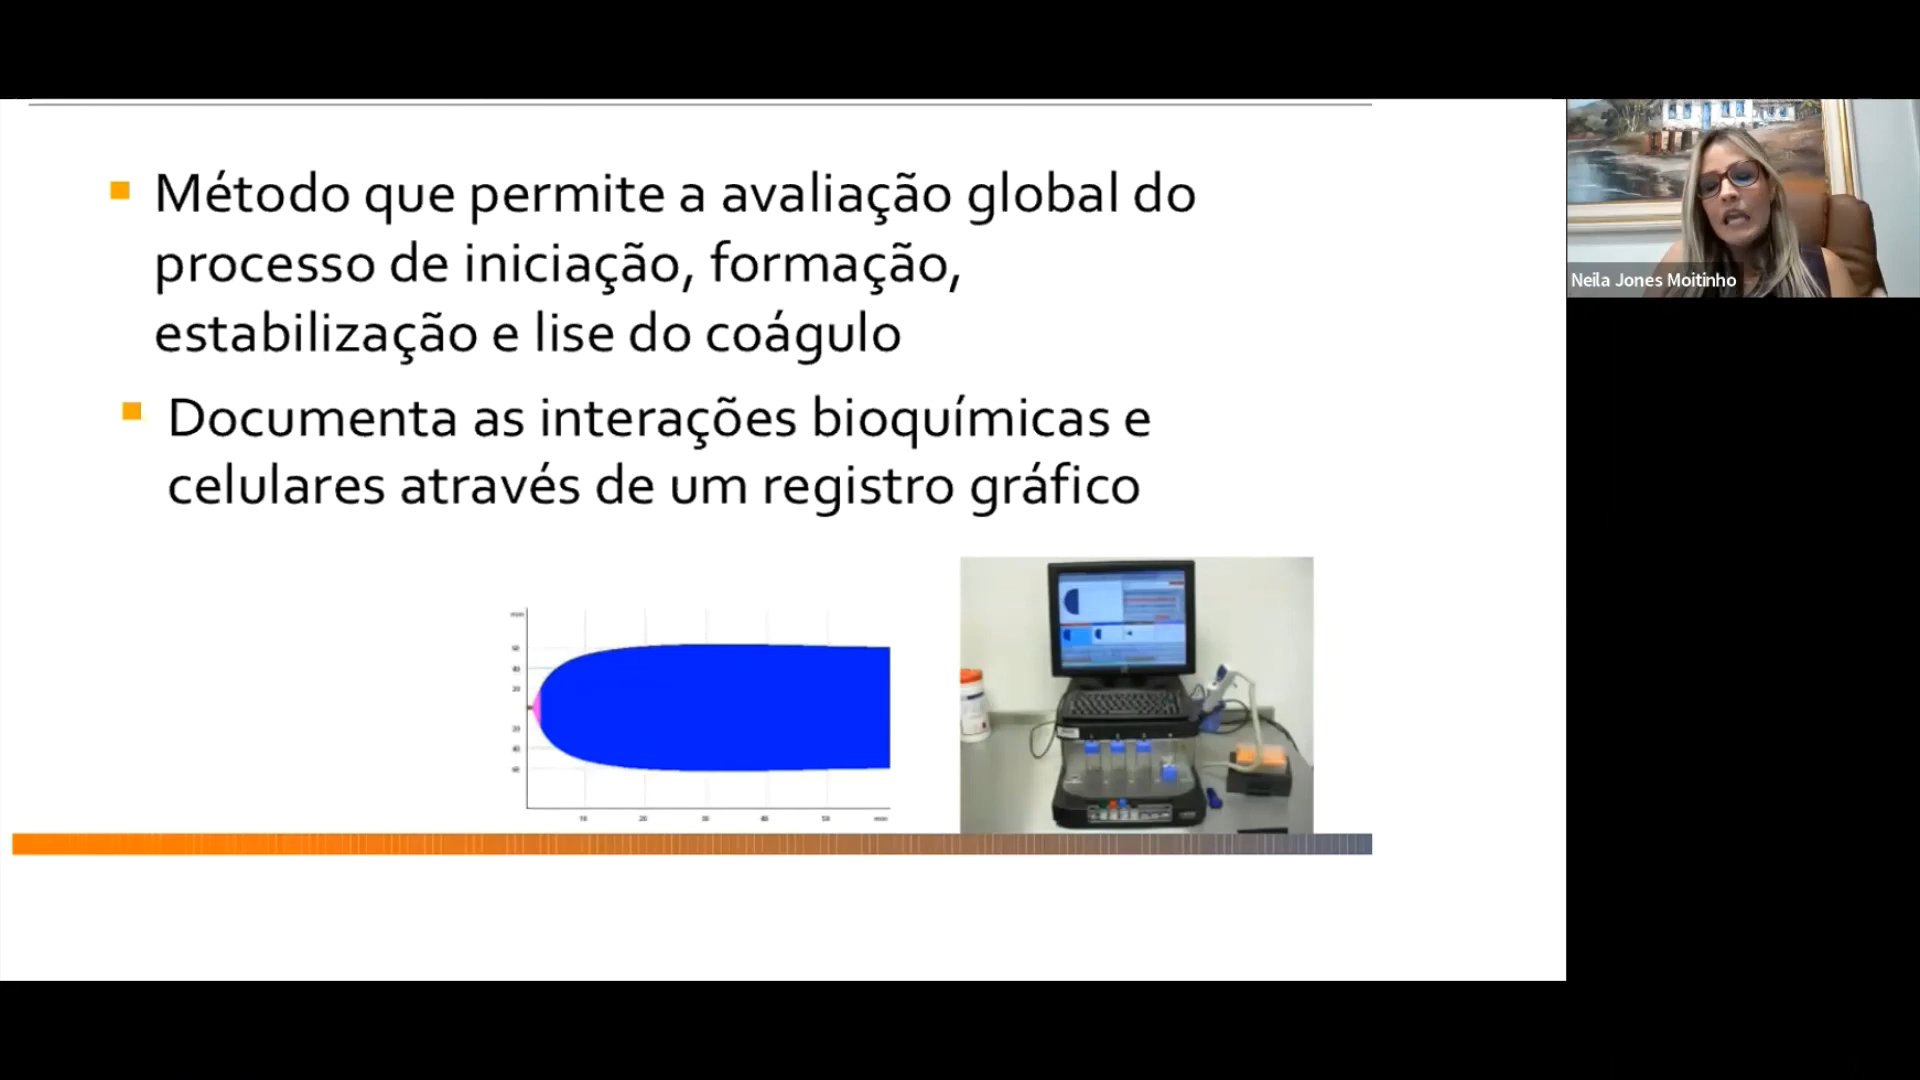 Método que permite a avaliação global do
processo de iniciação, formação,
estabilização e lise do coágulo
Documenta as interações bioquímicas e
celulares através de um registro gráfico
Neila Jones Moitinho